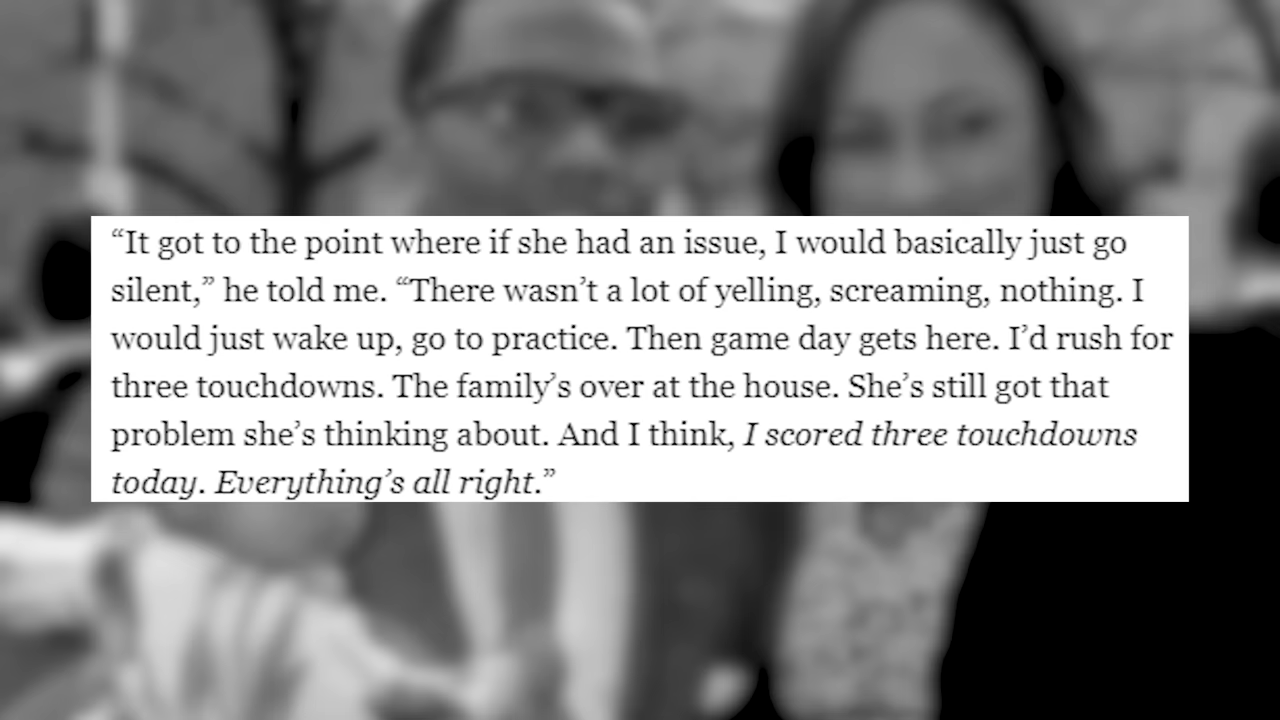 “It got to the point where if she had an issue, I would basically just go
silent,” he told me. “There wasn’t a lot of yelling, screaming, nothing. I
would just wake up, go to practice. Then game day gets here. I’d rush for
three touchdowns. The family’s over at the house. She’s still got that
problem she’s thinking about. And I think, I scored three touchdowns
today. Everything’s all right.”